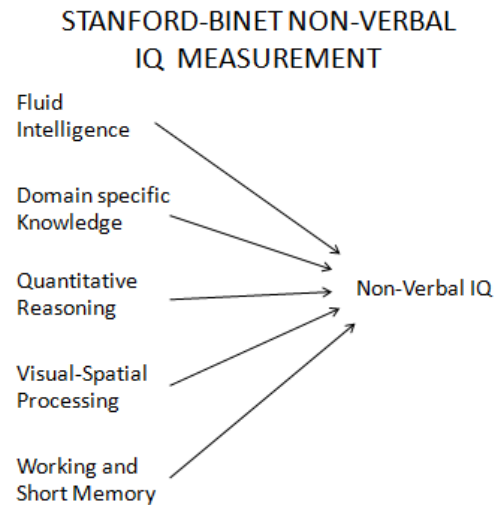 STANFORD-BINET NON-VERBAL
IQ MEASUREMENT
Fluid
Intelligence
Domain specific
Knowledge
Quantitative
Reasoning
Non-Verbal IQ
Visual-Spatial
Processing
Working and
Short Memory